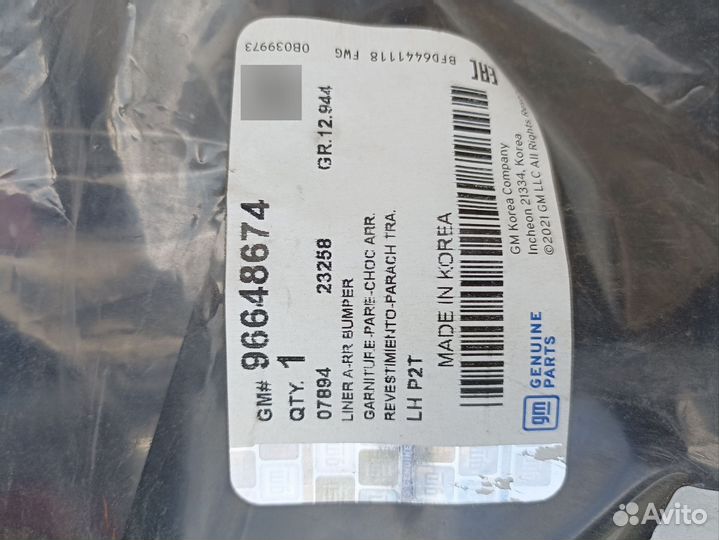 GM# 96648674
QTY. 1
07894 23258 GR.12.944
LINER A-RR BUMPER
GARNITURE-PARE-CHOC ARR.
REVESTIMIENTO-PARACH TRA.
LH P2T
MADE IN KOREA
0B039973 BFD6441118 FWG
EAC
GM Korea Company
Incheon 21334, Korea
©2021 GM LLC All Rights
gm GENUINE
PARTS
Avito